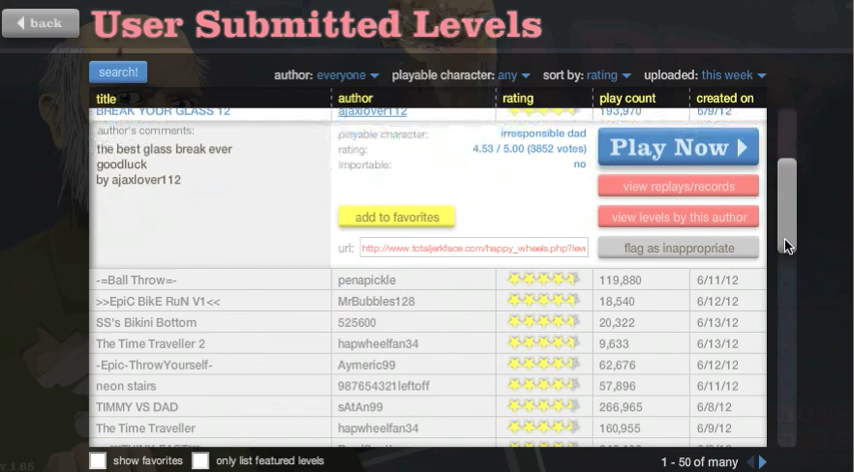 back
User Submitted Levels
search!
author: everyone playable character: any sort by: rating uploaded: this week
title author rating play count created on
BREAK YOUR GLASS 12 ajaxlover112 193,970 6/9/12
author's comments:
the best glass break ever
goodluck
by ajaxlover112
playable character: irresponsible dad
rating: 4.53 / 5.00 (3852 votes)
importable: no
Play Now
view replays/records
add to favorites
view levels by this author
url: http://www.totaljerkface.com/happy_wheels.php?lev
flag as inappropriate
-=Ball Throw=- penapickle 119,880 6/11/12
>>EpiC BikE RuN V1<< MrBubbles128 18,540 6/12/12
SS's Bikini Bottom 525600 20,322 6/13/12
The Time Traveller 2 hapwheelfan34 9,633 6/13/12
-Epic-ThrowYourself- Aymeric99 62,676 6/12/12
neon stairs 987654321leftoff 57,896 6/11/12
TIMMY VS DAD sAtAn99 266,965 6/8/12
The Time Traveller hapwheelfan34 160,955 6/9/12
show favorites only list featured levels 1 - 50 of many
1.65